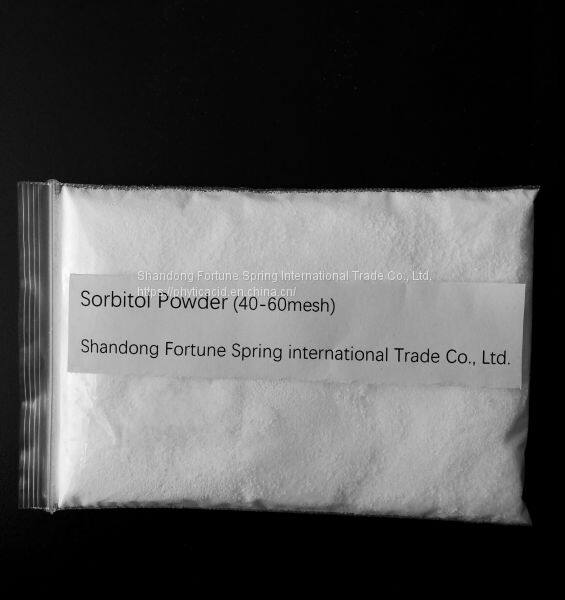 Shandong Fortune Spring International Trade Co., Ltd.
https://phyticacid.en.china.cn/
Sorbitol Powder (40-60mesh)
Shandong Fortune Spring international Trade Co., Ltd.